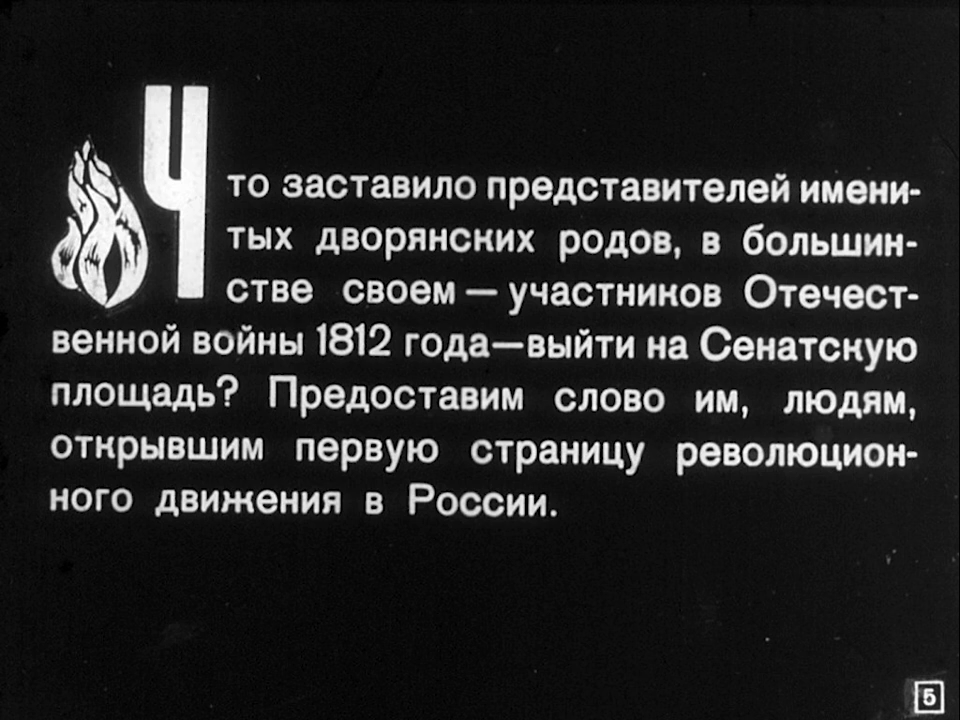 Что заставило представителей имени-
тых дворянских родов, в большин-
стве своем — участников Отечест-
венной войны 1812 года—выйти на Сенатскую
площадь? Предоставим слово им, людям,
открывшим первую страницу революцион-
ного движения в России.
5